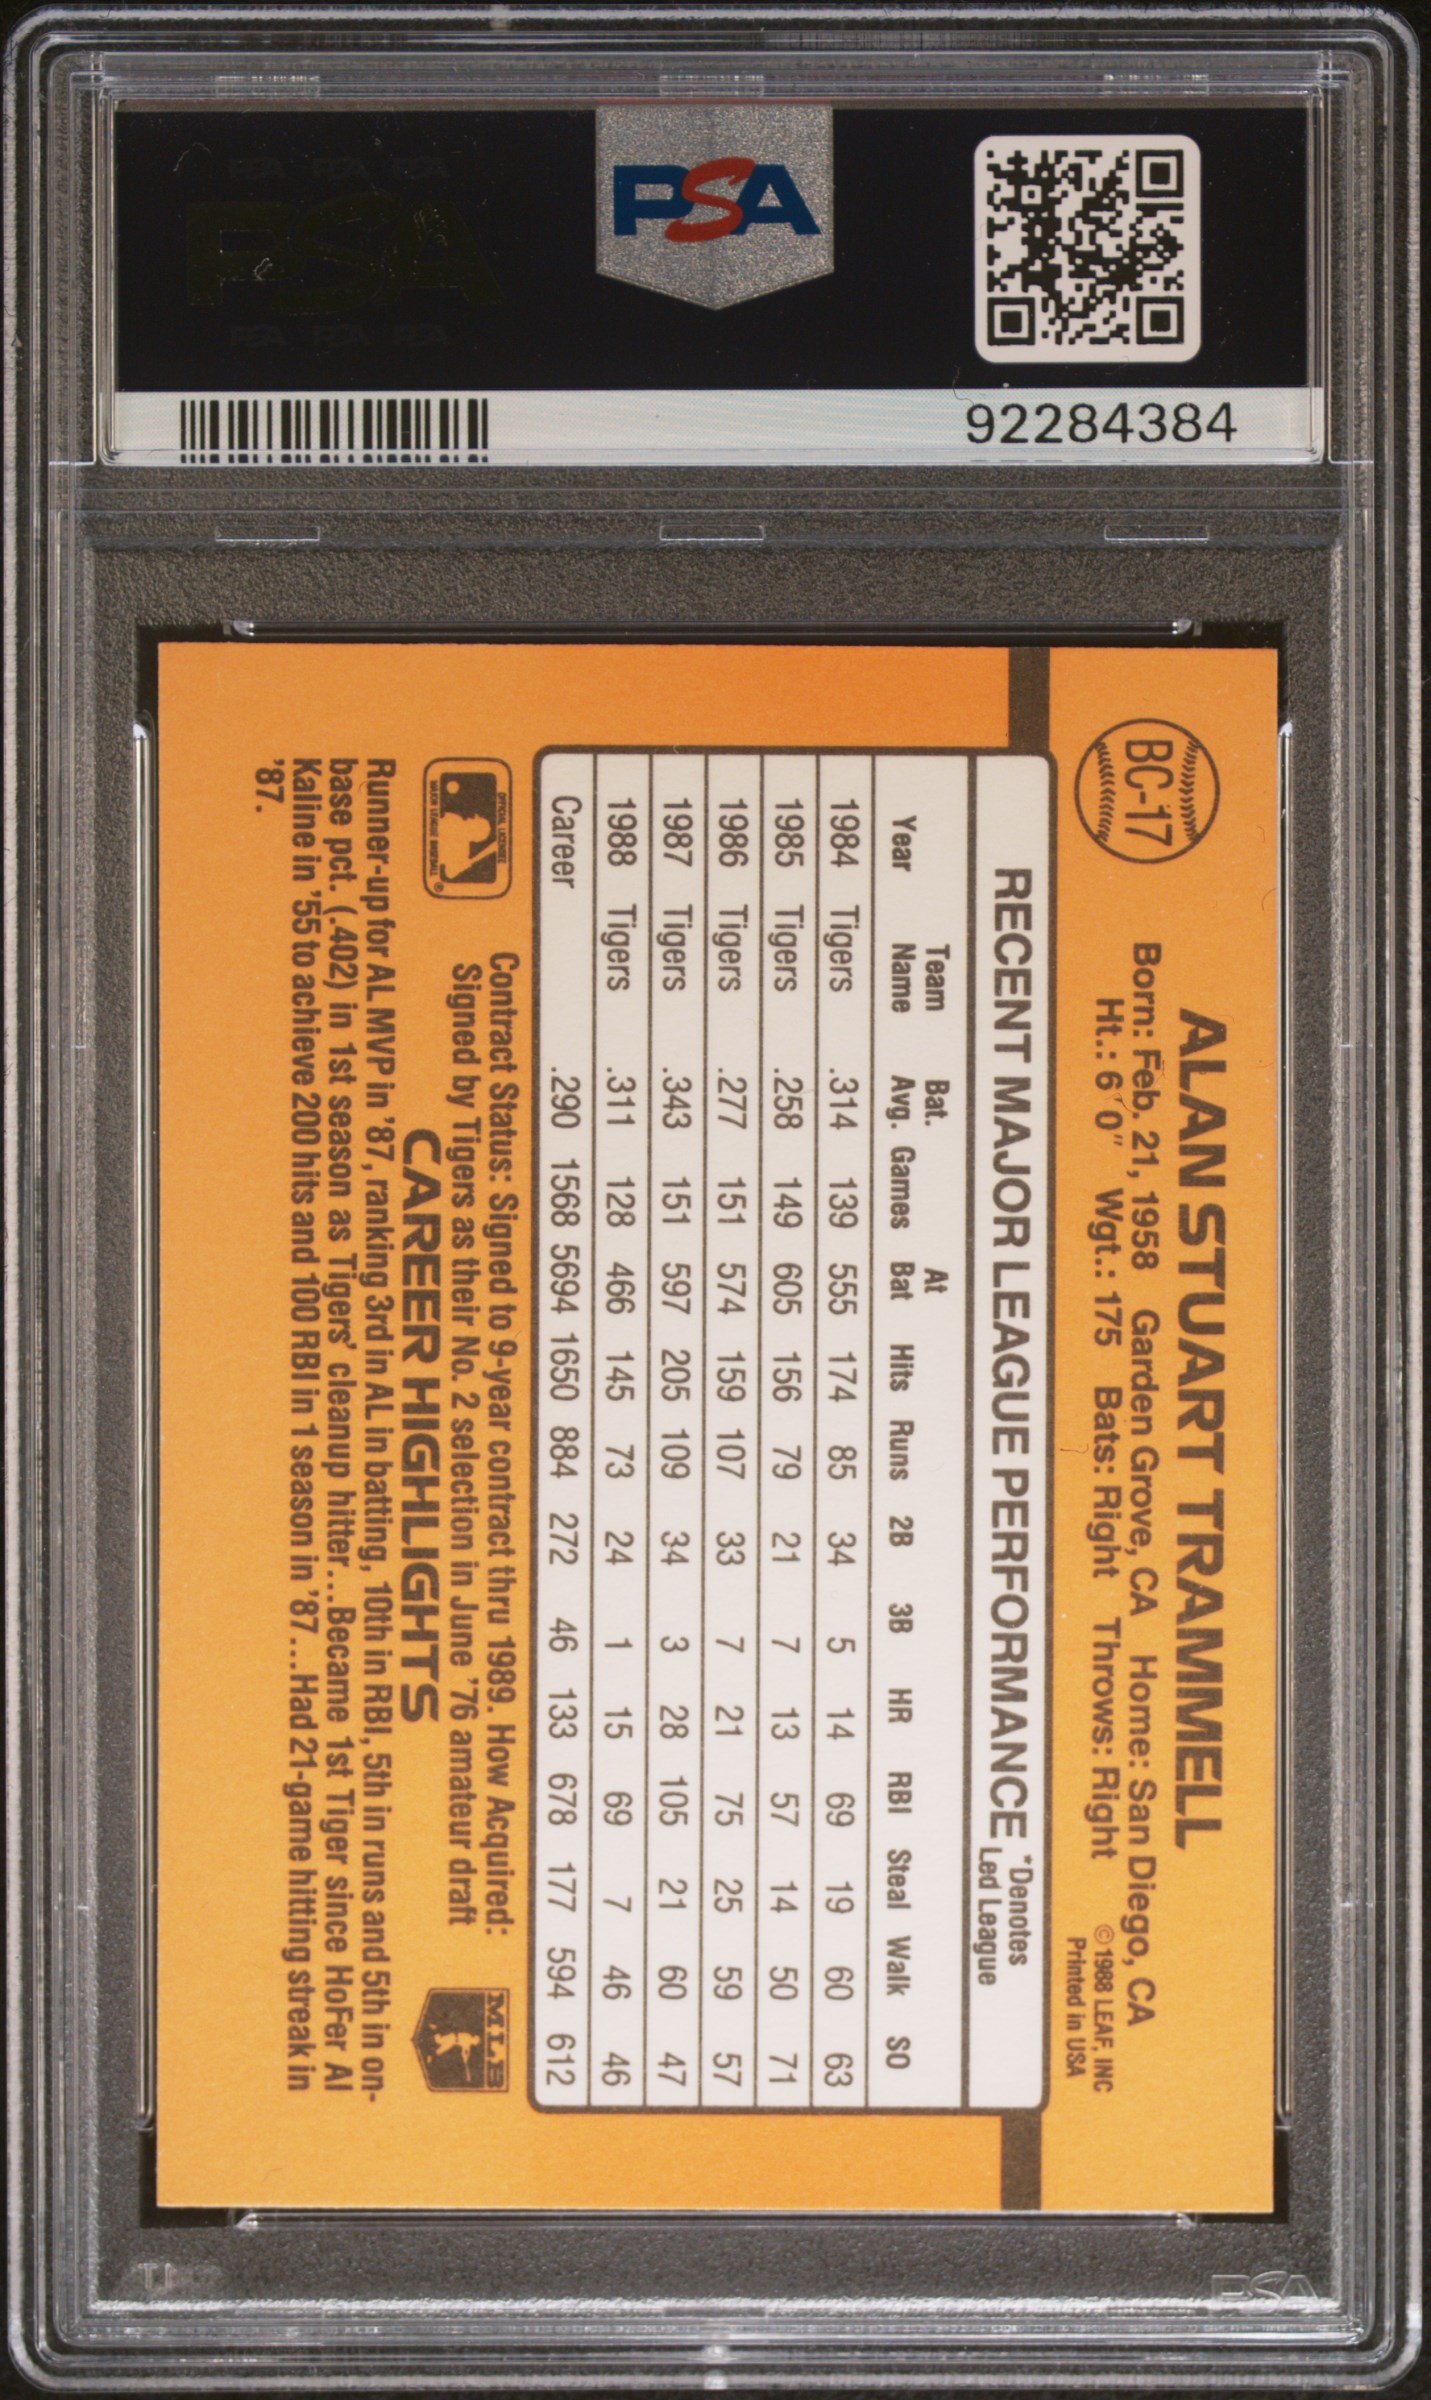 PSA
92284384
BC-17
ALAN STUART TRAMMELL
Born: Feb. 21, 1958 Garden Grove, CA Home: San Diego, CA
Ht.: 6'0" Wgt.: 175 Bats: Right Throws: Right
© 1988 LEAF, INC
Printed in USA
RECENT MAJOR LEAGUE PERFORMANCE *Denotes
Led League
Year Team Name Bat. Avg. Games At Bat Hits Runs 2B 3B HR RBI Steal Walk SO
1984 Tigers .314 139 555 174 85 34 5 14 69 19 60 63
1985 Tigers .258 149 605 156 79 21 7 13 57 14 50 71
1986 Tigers .277 151 574 159 107 33 7 21 75 25 59 57
1987 Tigers .343 151 597 205 109 34 3 28 105 21 60 47
1988 Tigers .311 128 466 145 73 24 1 15 69 7 46 46
Career .290 1568 5694 1650 884 272 46 133 678 177 594 612
Contract Status: Signed to 9-year contract thru 1989. How Acquired:
Signed by Tigers as their No. 2 selection in June '76 amateur draft
OFFICIAL LICENSEE
MAJOR LEAGUE BASEBALL
®
MLB
CAREER HIGHLIGHTS
Runner-up for AL MVP in '87, ranking 3rd in AL in batting, 10th in RBI, 5th in runs and 5th in on-
base pct. (.402) in 1st season as Tigers' cleanup hitter...Became 1st Tiger since HoFer Al
Kaline in '55 to achieve 200 hits and 100 RBI in 1 season in '87...Had 21-game hitting streak in
'87.
PSA